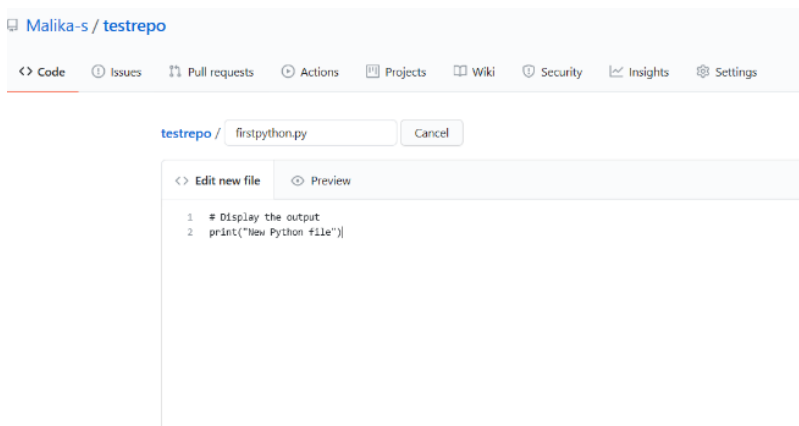 Malika-s / testrepo
<> Code Issues Pull requests Actions Projects Wiki Security Insights Settings
testrepo / firstpython.py Cancel
<> Edit new file Preview
1 # Display the output
2 print("New Python file")